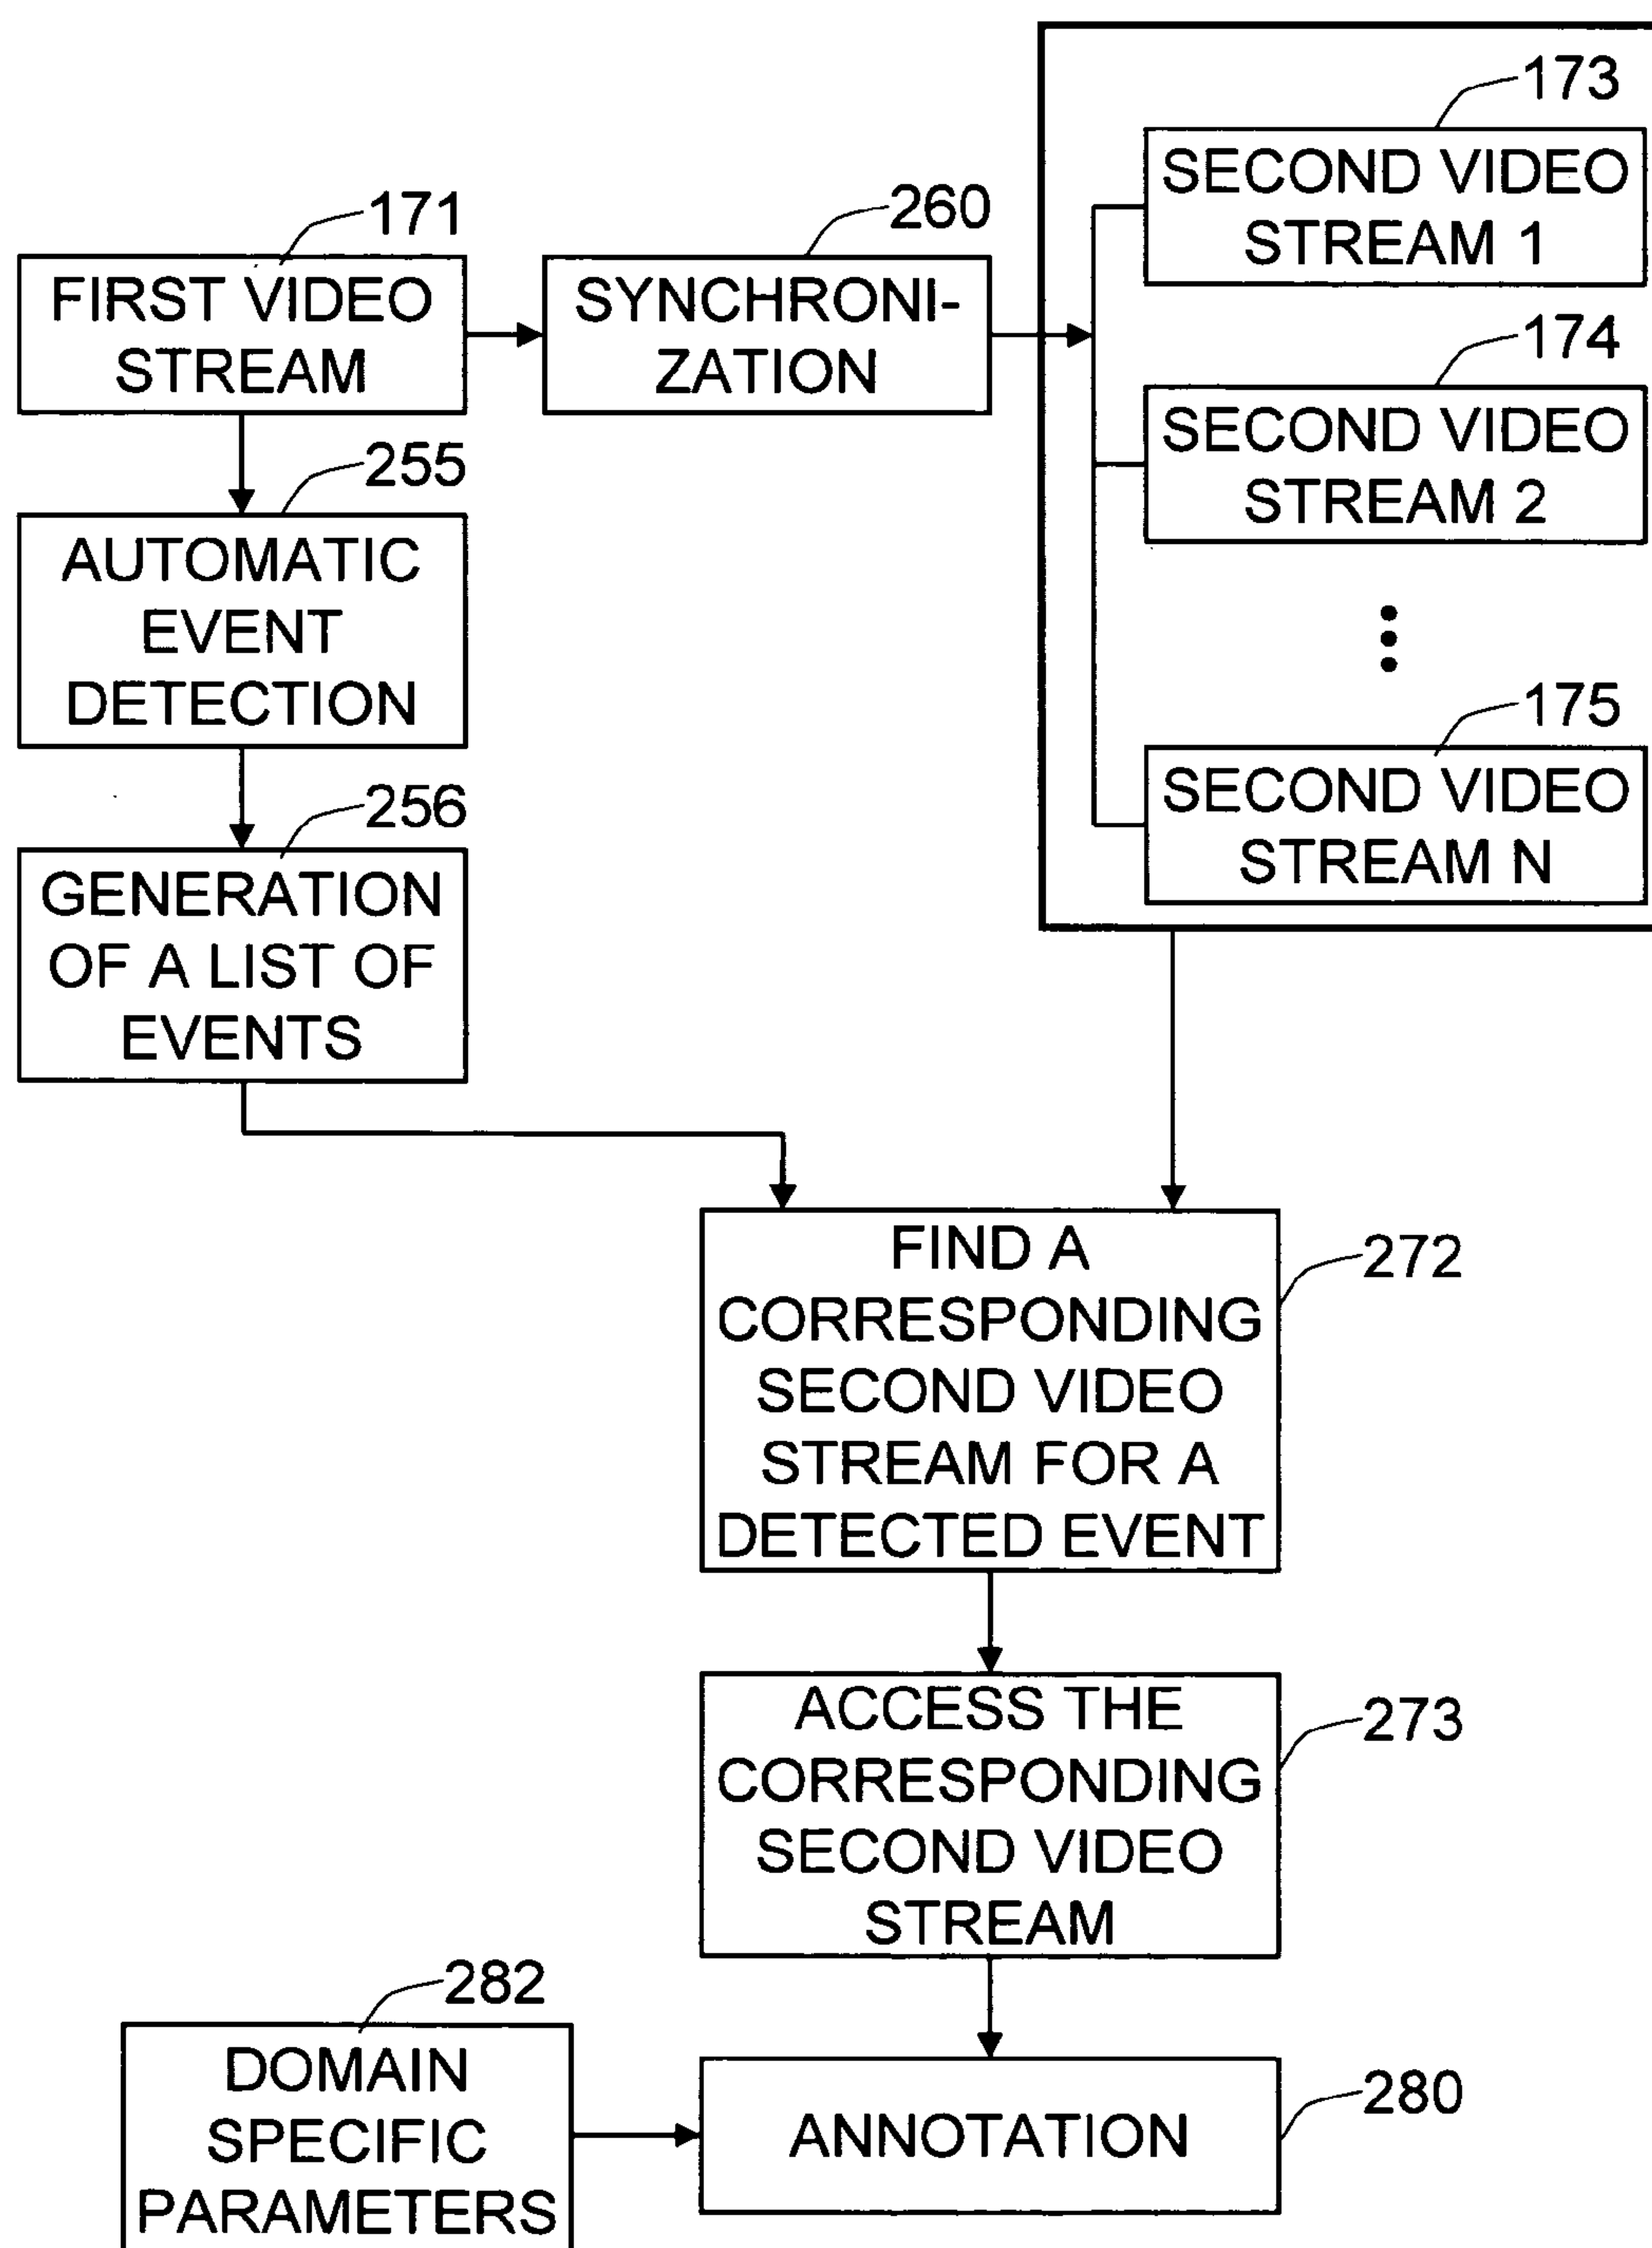 173
SECOND VIDEO
STREAM 1
171
FIRST VIDEO
STREAM
260
SYNCHRONI-
ZATION
174
SECOND VIDEO
STREAM 2
255
AUTOMATIC
EVENT
DETECTION
175
SECOND VIDEO
STREAM N
256
GENERATION
OF A LIST OF
EVENTS
272
FIND A
CORRESPONDING
SECOND VIDEO
STREAM FOR A
DETECTED EVENT
273
ACCESS THE
CORRESPONDING
SECOND VIDEO
STREAM
282
DOMAIN
SPECIFIC
PARAMETERS
280
ANNOTATION